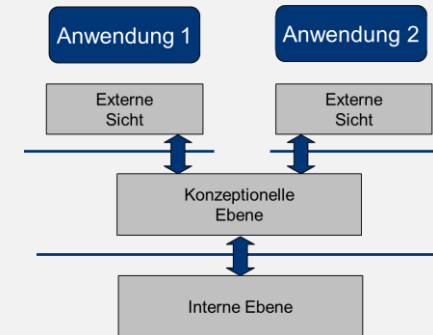 Anwendung 1
Anwendung 2
Externe
Sicht
Externe
Sicht
Konzeptionelle
Ebene
Interne Ebene